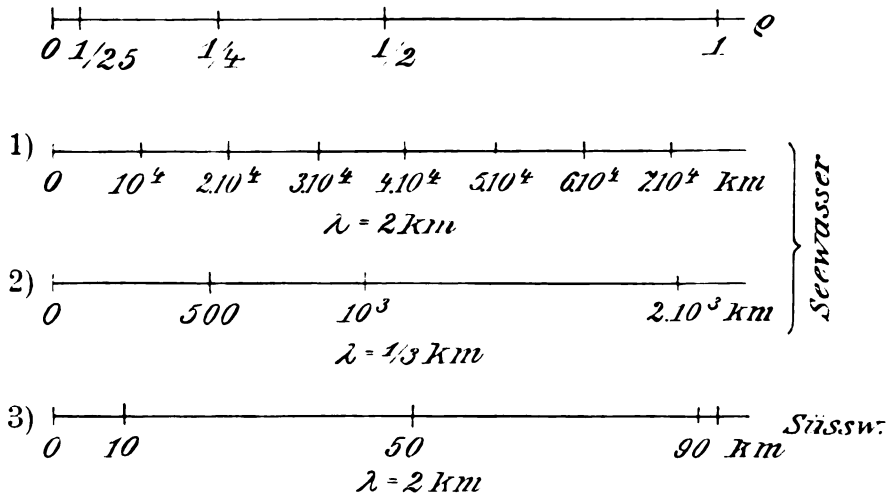 0 1/25 1/4 1/2 1 ϱ
1) 0 10⁴ 2.10⁴ 3.10⁴ 4.10⁴ 5.10⁴ 6.10⁴ 7.10⁴ km
λ = 2 km
2) 0 500 10³ 2.10³ km
λ = 1/3 km
Seewasser
3) 0 10 50 90 km Süssw.
λ = 2 km